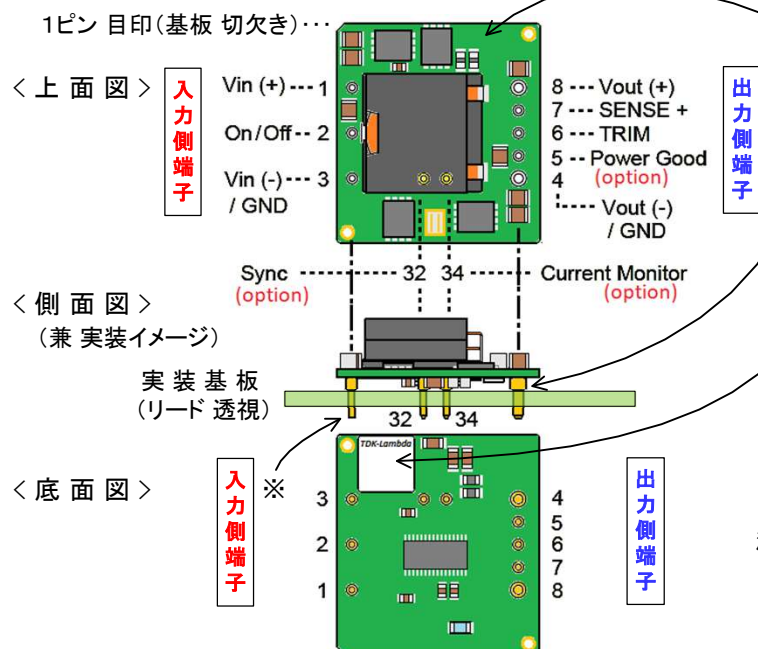 1ピン 目印(基板 切欠き)･･･
<上面図>
入力側端子
Vin (+) --- 1
On/Off -- 2
Vin (-) -- 3
/ GND
8 --- Vout (+)
7 --- SENSE +
6 --- TRIM
5 -- Power Good
(option)
4
Vout (-)
/ GND
出力側端子
Sync ------- 32 34 ---- Current Monitor
(option)
(option)
<側面図>
(兼 実装イメージ)
実装基板
(リード 透視)
32 34
<底面図>
入力側端子
※
TDK-Lambda
3
2
1
4
5
6
7
8
出力側端子